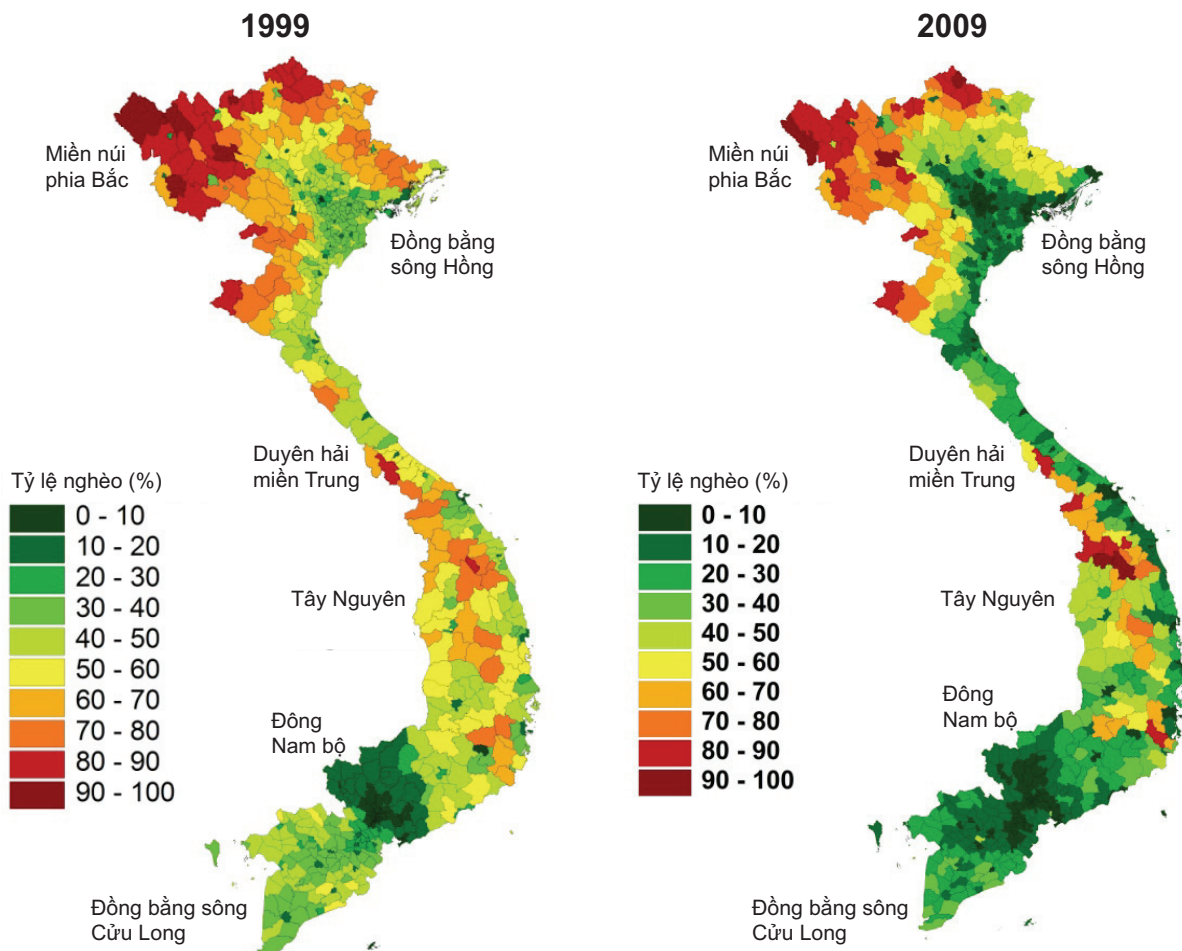 1999
Miền núi
phia Bắc
Đồng bằng
sông Hồng
Duyên hải
miền Trung
Tỷ lệ nghèo (%)
0 - 10
10 - 20
20 - 30
30 - 40
40 - 50
50 - 60
60 - 70
70 - 80
80 - 90
90 - 100
Tây Nguyên
Đông
Nam bộ
Đồng bằng sông
Cửu Long
2009
Miền núi
phia Bắc
Đồng bằng
sông Hồng
Duyên hải
miền Trung
Tỷ lệ nghèo (%)
0 - 10
10 - 20
20 - 30
30 - 40
40 - 50
50 - 60
60 - 70
70 - 80
80 - 90
90 - 100
Tây Nguyên
Đông
Nam bộ
Đồng bằng sông
Cửu Long